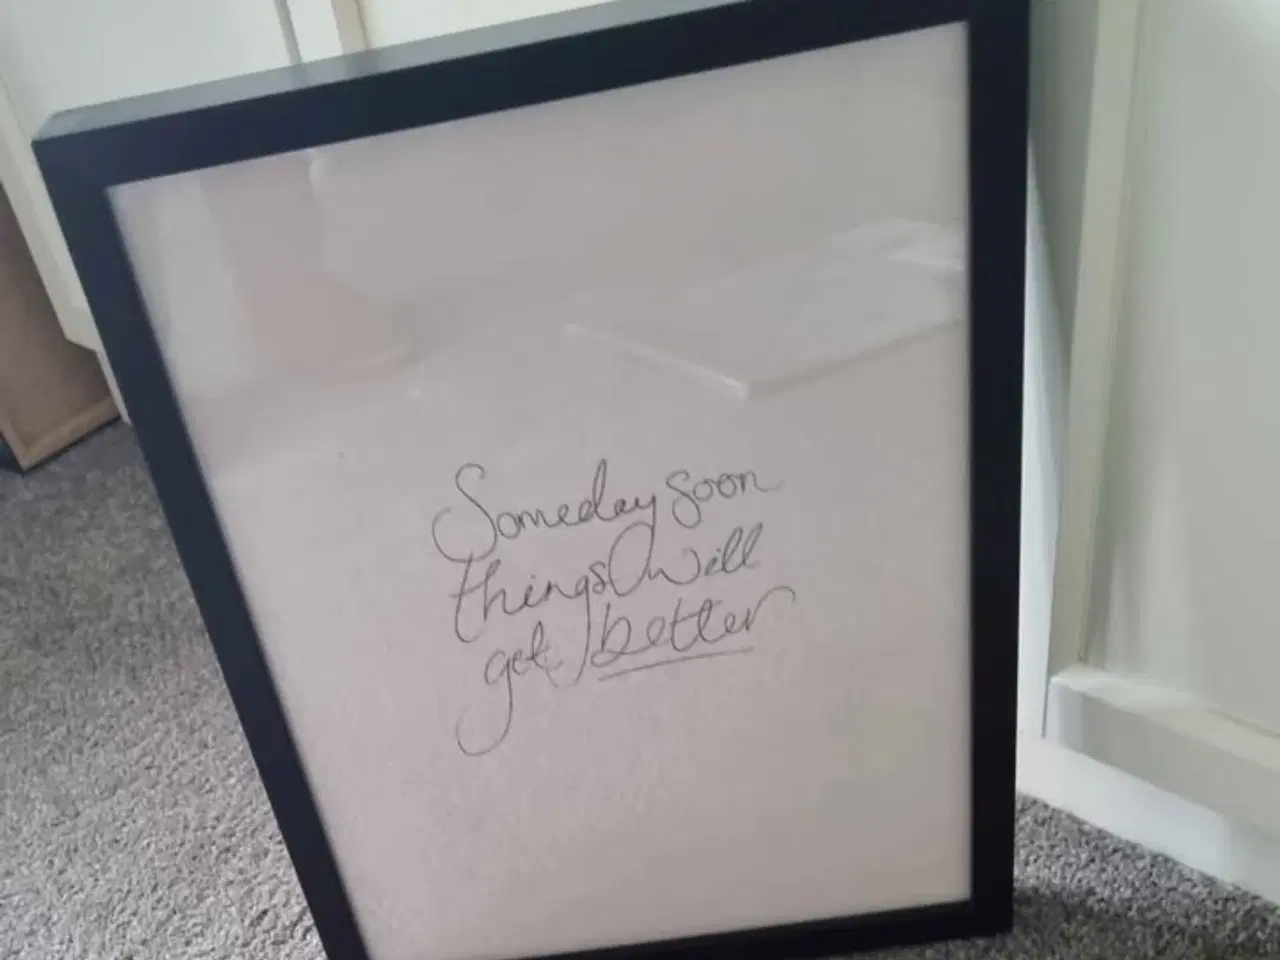 Someday soon
things will
get better